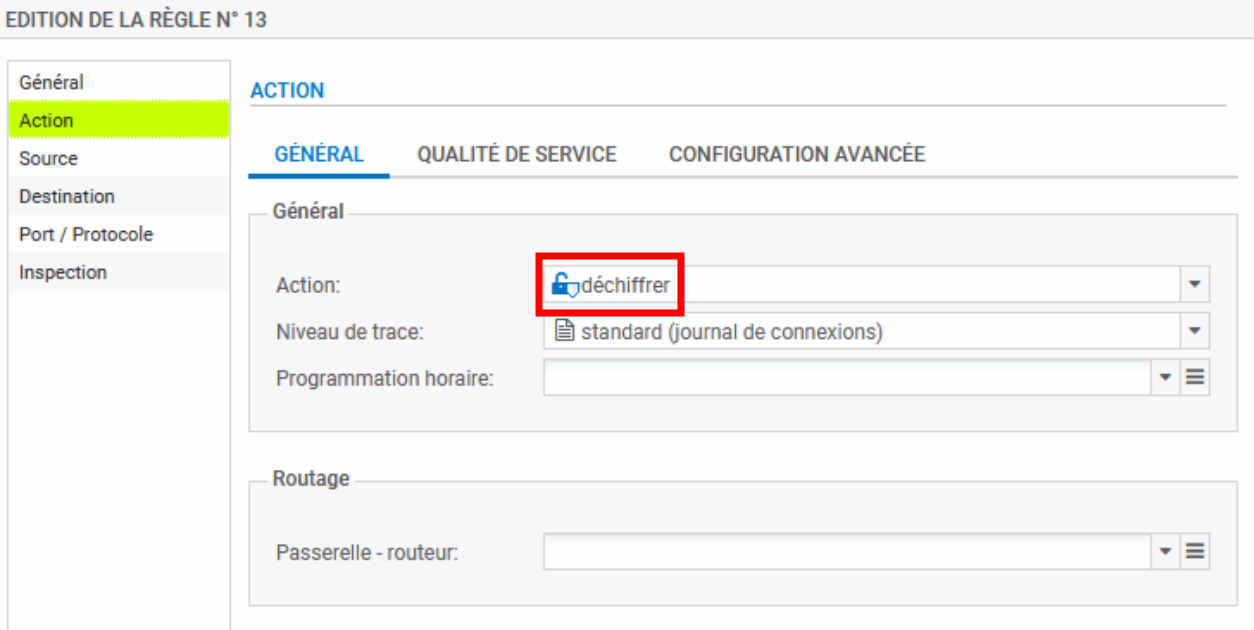 EDITION DE LA RÈGLE N° 13
Général
Action
Source
Destination
Port / Protocole
Inspection
ACTION
GÉNÉRAL QUALITÉ DE SERVICE CONFIGURATION AVANCÉE
Général
Action: déchiffrer
Niveau de trace: standard (journal de connexions)
Programmation horaire:
Routage
Passerelle - routeur: